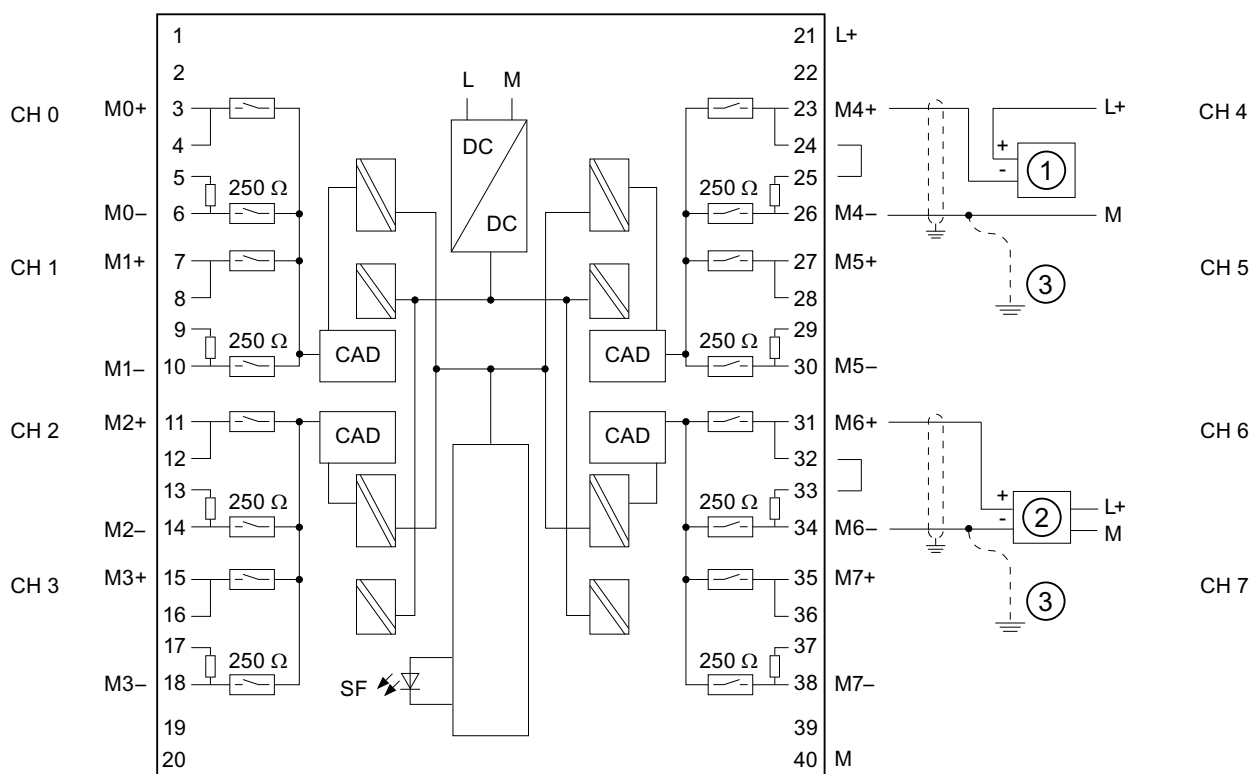 1 21 L+
2 22
L M
CH 0 M0+ 3 23 M4+ L+ CH 4
DC
4 24 +
5 250 Ω 250 Ω 25 - 1
M0– 6 DC 26 M4– M
CH 1 M1+ 7 27 M5+ CH 5
3
8 28
9 250 Ω 250 Ω 29
CAD CAD
M1– 10 30 M5–
CH 2 M2+ 11 31 M6+ CH 6
CAD CAD
12 32
13 250 Ω 250 Ω 33 +
2 L+
M2– 14 34 M6– - M
CH 3 M3+ 15 35 M7+ CH 7
3
16 36
17 250 Ω 250 Ω 37
M3– 18 SF 38 M7–
19 39
20 40 M